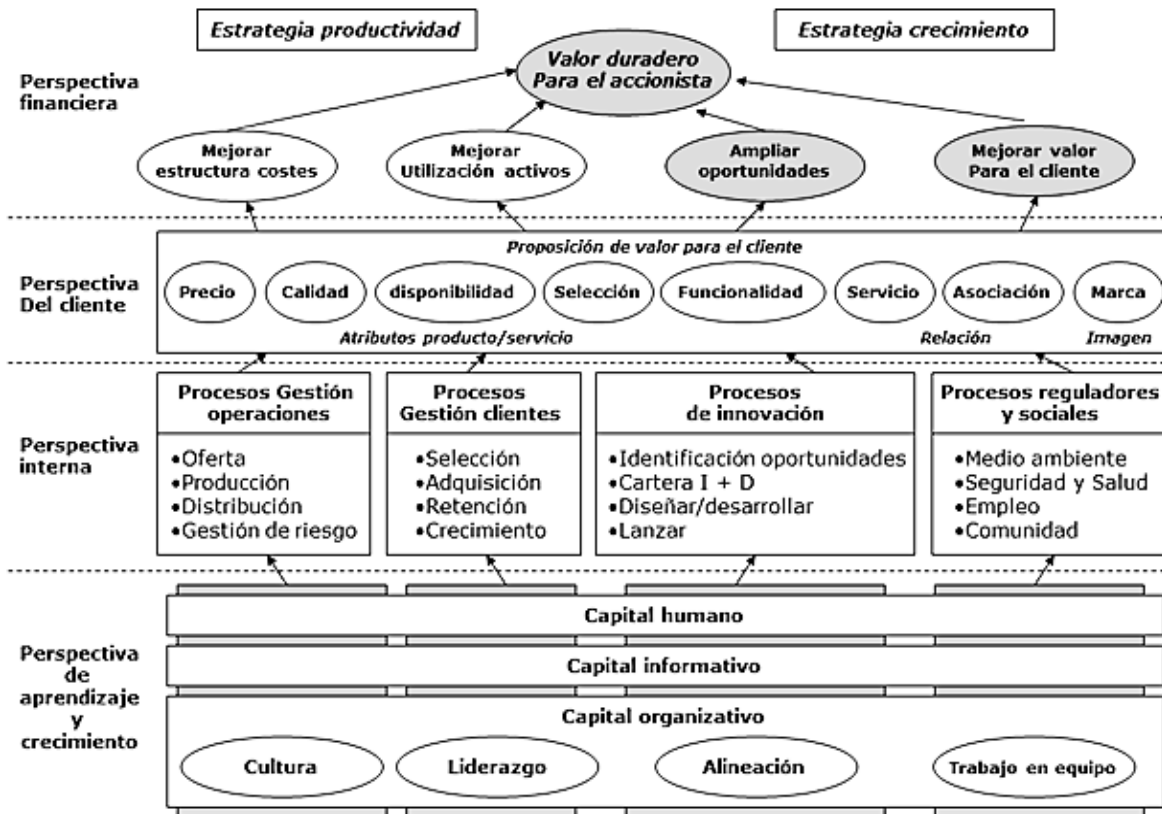 Estrategia productividad
Estrategia crecimiento
Perspectiva
financiera
Valor duradero
Para el accionista
Mejorar
estructura costes
Mejorar
Utilización activos
Ampliar
oportunidades
Mejorar valor
Para el cliente
Perspectiva
Del cliente
Proposición de valor para el cliente
Precio
Calidad
disponibilidad
Selección
Funcionalidad
Servicio
Asociación
Marca
Atributos producto/servicio
Relación
Imagen
Perspectiva
interna
Procesos Gestión
operaciones
•Oferta
•Producción
•Distribución
•Gestión de riesgo
Procesos
Gestión clientes
•Selección
•Adquisición
•Retención
•Crecimiento
Procesos
de innovación
•Identificación oportunidades
•Cartera I + D
•Diseñar/desarrollar
•Lanzar
Procesos reguladores
y sociales
•Medio ambiente
•Seguridad y Salud
•Empleo
•Comunidad
Perspectiva
de
aprendizaje
y
crecimiento
Capital humano
Capital informativo
Capital organizativo
Cultura
Liderazgo
Alineación
Trabajo en equipo